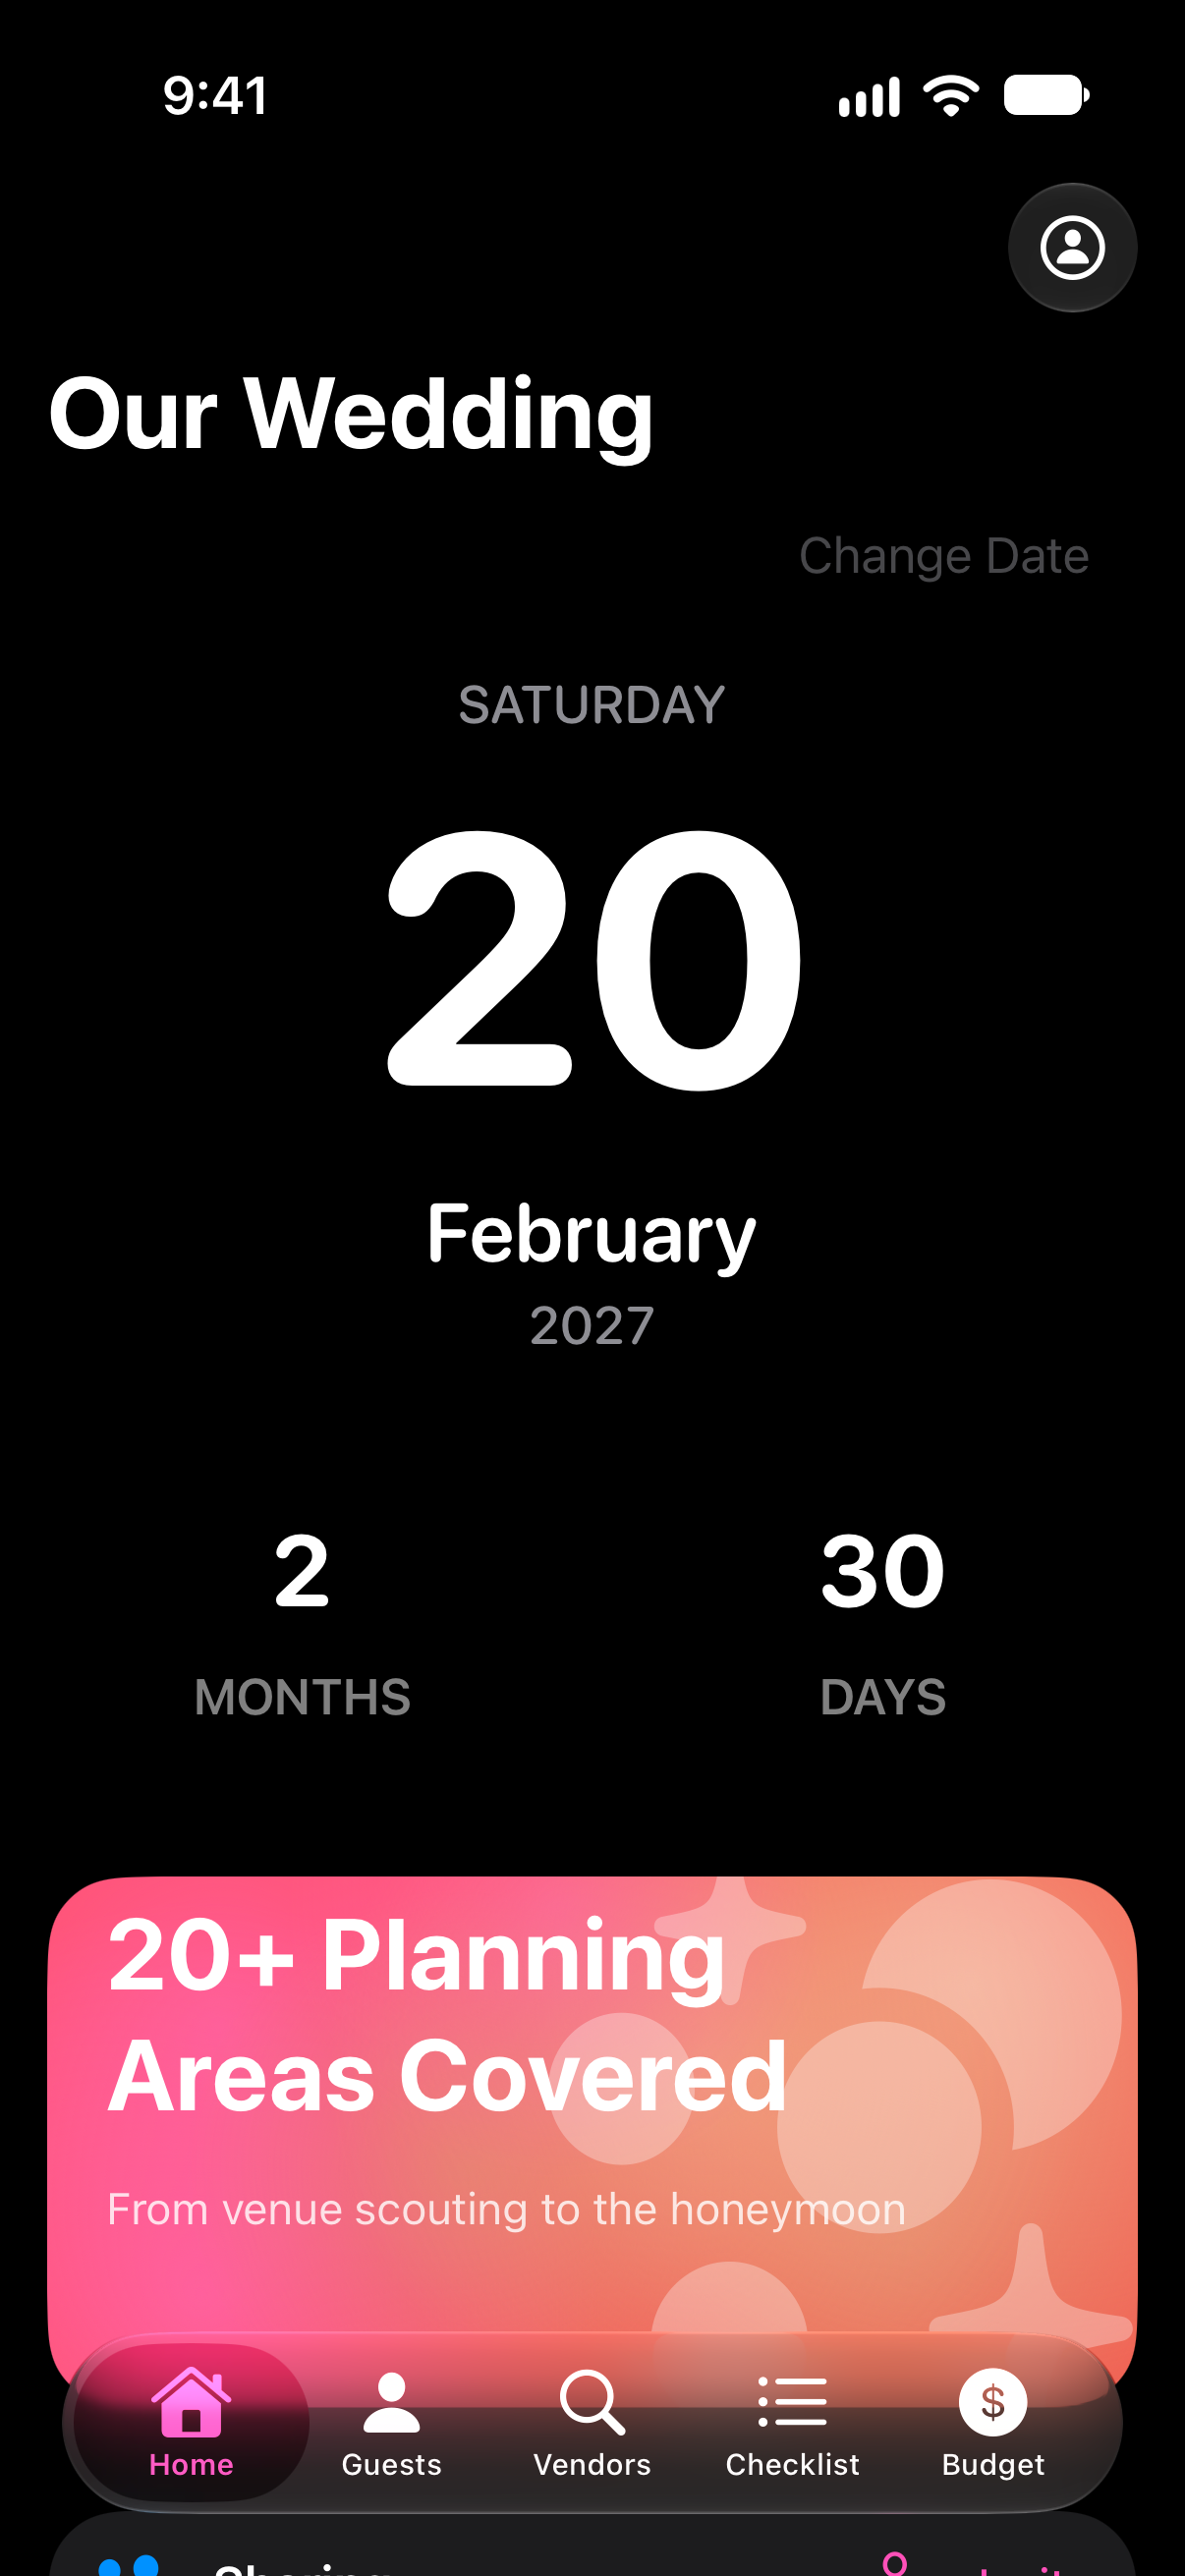 9:41
Our Wedding
Change Date
SATURDAY
20
February
2027
2
30
MONTHS
DAYS
20+ Planning
Areas Covered
From venue scouting to the honeymoon
Home
Guests
Vendors
Checklist
$
Budget